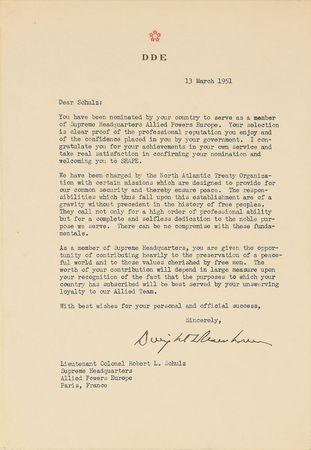 DDE
13 March 1951
Dear Schulz:
You have been nominated by your country to serve as a member
of Supreme Headquarters Allied Powers Europe. Your selection
is clear proof of the professional reputation you enjoy and
of the confidence placed in you by your government. I con-
gratulate you for your achievements in your own service and
take real satisfaction in confirming your nomination and
welcoming you to SHAPE.
We have been charged by the North Atlantic Treaty Organiza-
tion with certain missions which are designed to provide for
our common security and thereby ensure peace. The respon-
sibilities which thus fall upon this establishment are of a
gravity without precedent in the history of free peoples.
They call not only for a high order of professional ability
but for a complete and selfless dedication to the noble pur-
pose we serve. There can be no compromise with these funda-
mentals.
As a member of Supreme Headquarters, you are given the oppor-
tunity of contributing heavily to the preservation of a peace-
ful world and to those values cherished by free men. The
worth of your contribution will depend in large measure upon
your recognition of the fact that the purposes to which your
country has subscribed will be best served by your unswerving
loyalty to our Allied Team.
With best wishes for your personal and official success,
Sincerely,
Dwight D Eisenhower
Lieutenant Colonel Robert L. Schulz
Supreme Headquarters
Allied Powers Europe
Paris, France